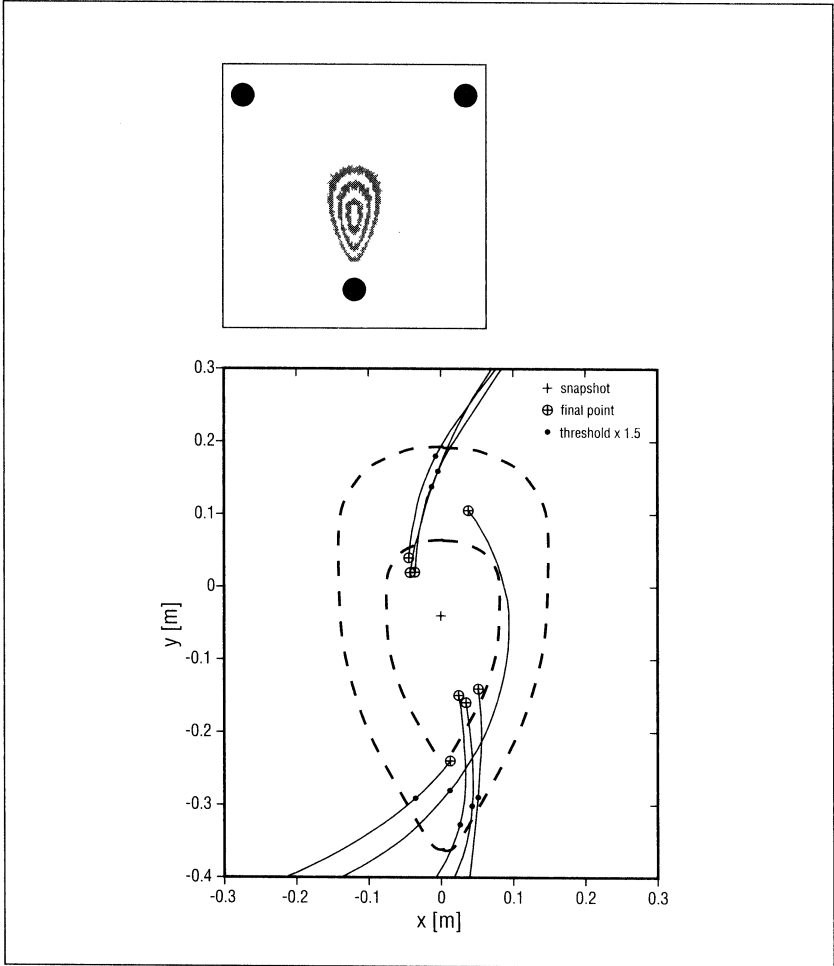 0.3
0.2
0.1
0
-0.1
-0.2
-0.3
-0.4
y [m]
+ snapshot
⊕ final point
• threshold x 1.5
-0.3 -0.2 -0.1 0 0.1 0.2 0.3
x [m]